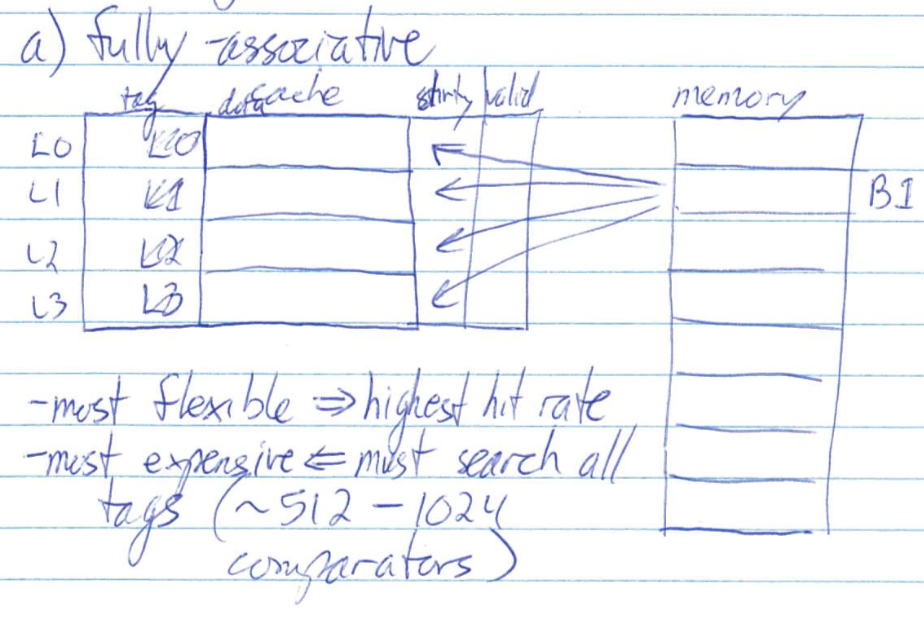 a) fully-associative
tag data cache dirty valid memory
L0 L0
L1 L1 B1
L2 L2
L3 L3
-most flexible ⇒ highest hit rate
-most expensive ⇐ must search all
tags (~512 - 1024
comparators)